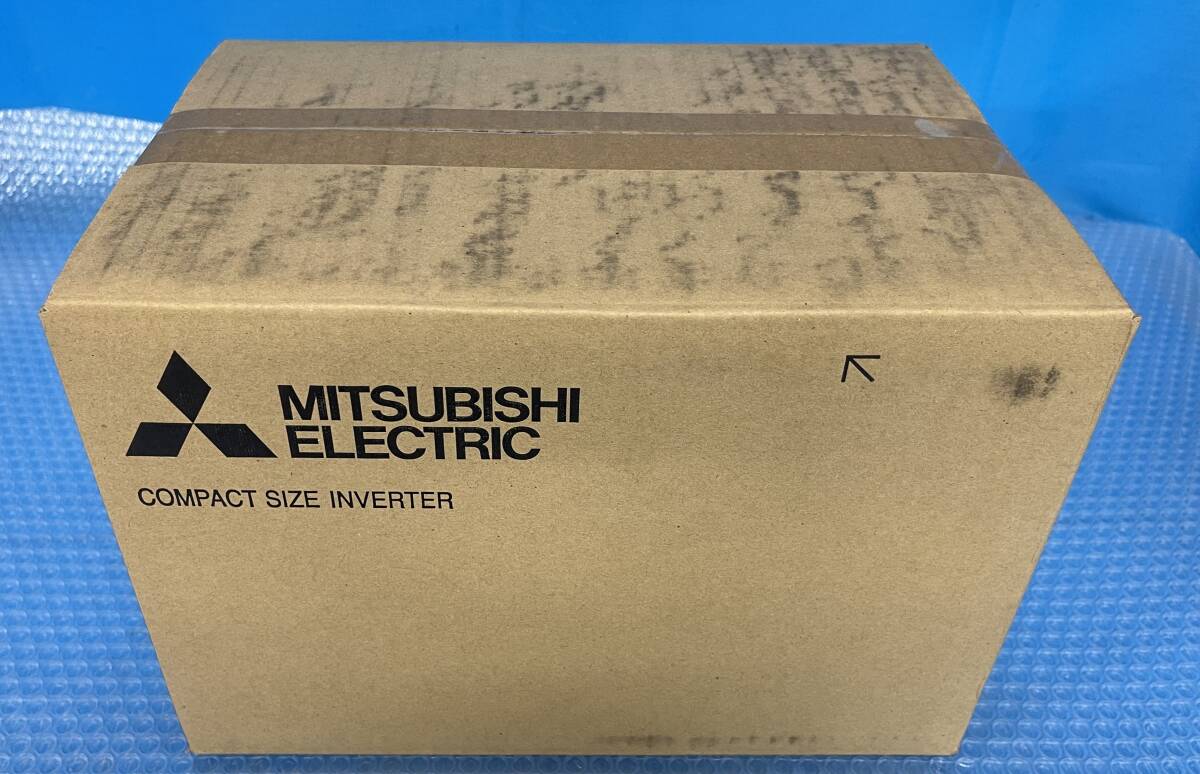 MITSUBISHI
ELECTRIC
COMPACT SIZE INVERTER